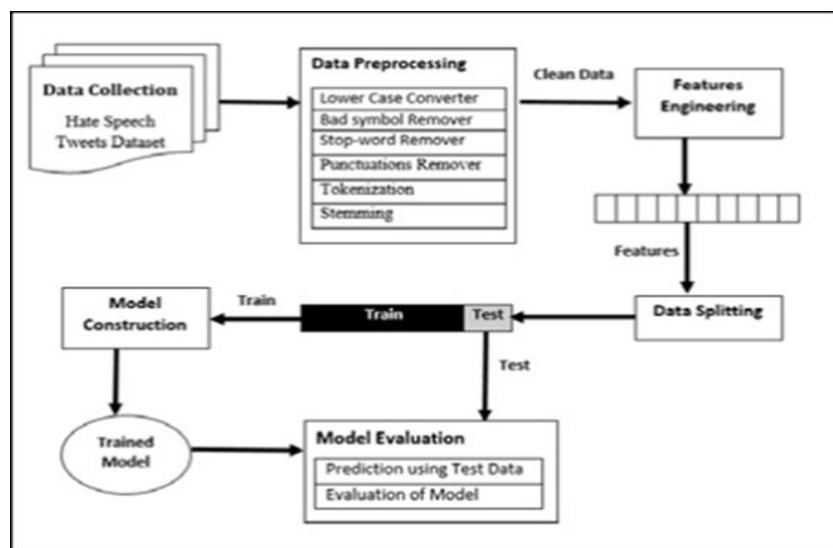 Data Collection
Hate Speech
Tweets Dataset
Data Preprocessing
Lower Case Converter
Bad symbol Remover
Stop-word Remover
Punctuations Remover
Tokenization
Stemming
Clean Data
Features
Engineering
Features
Data Splitting
Train
Test
Train
Test
Model
Construction
Trained
Model
Model Evaluation
Prediction using Test Data
Evaluation of Model